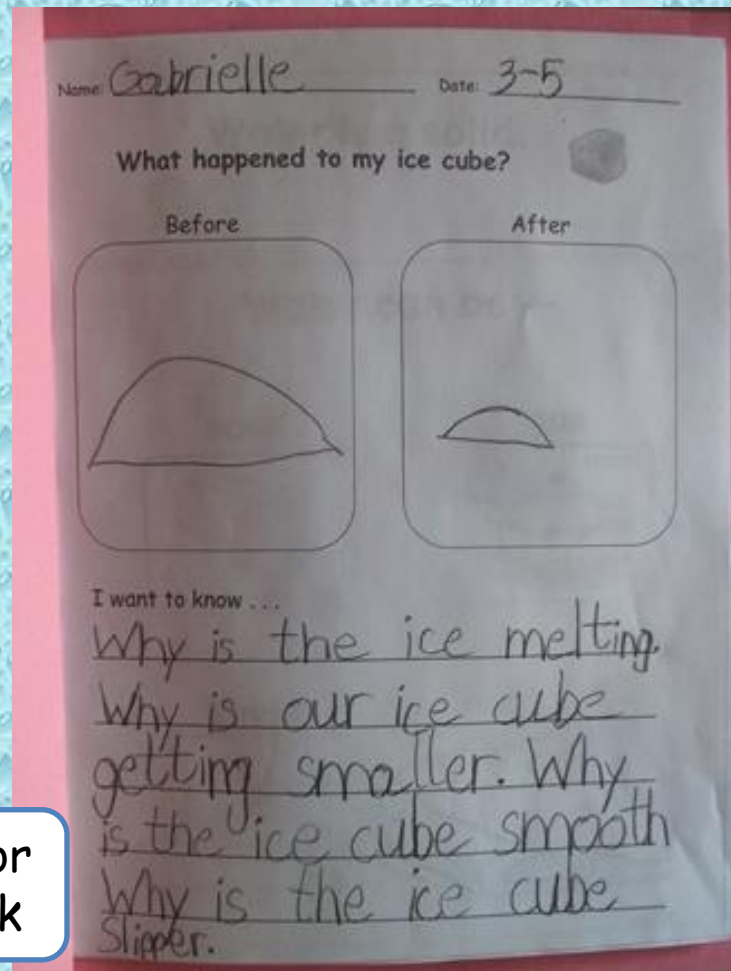 Name: Gabrielle Date: 3-5
What happened to my ice cube?
Before After
I want to know . . .
Why is the ice melting.
Why is our ice cube
getting smaller. Why
is the ice cube smooth
Why is the ice cube
Slipper.
or
k